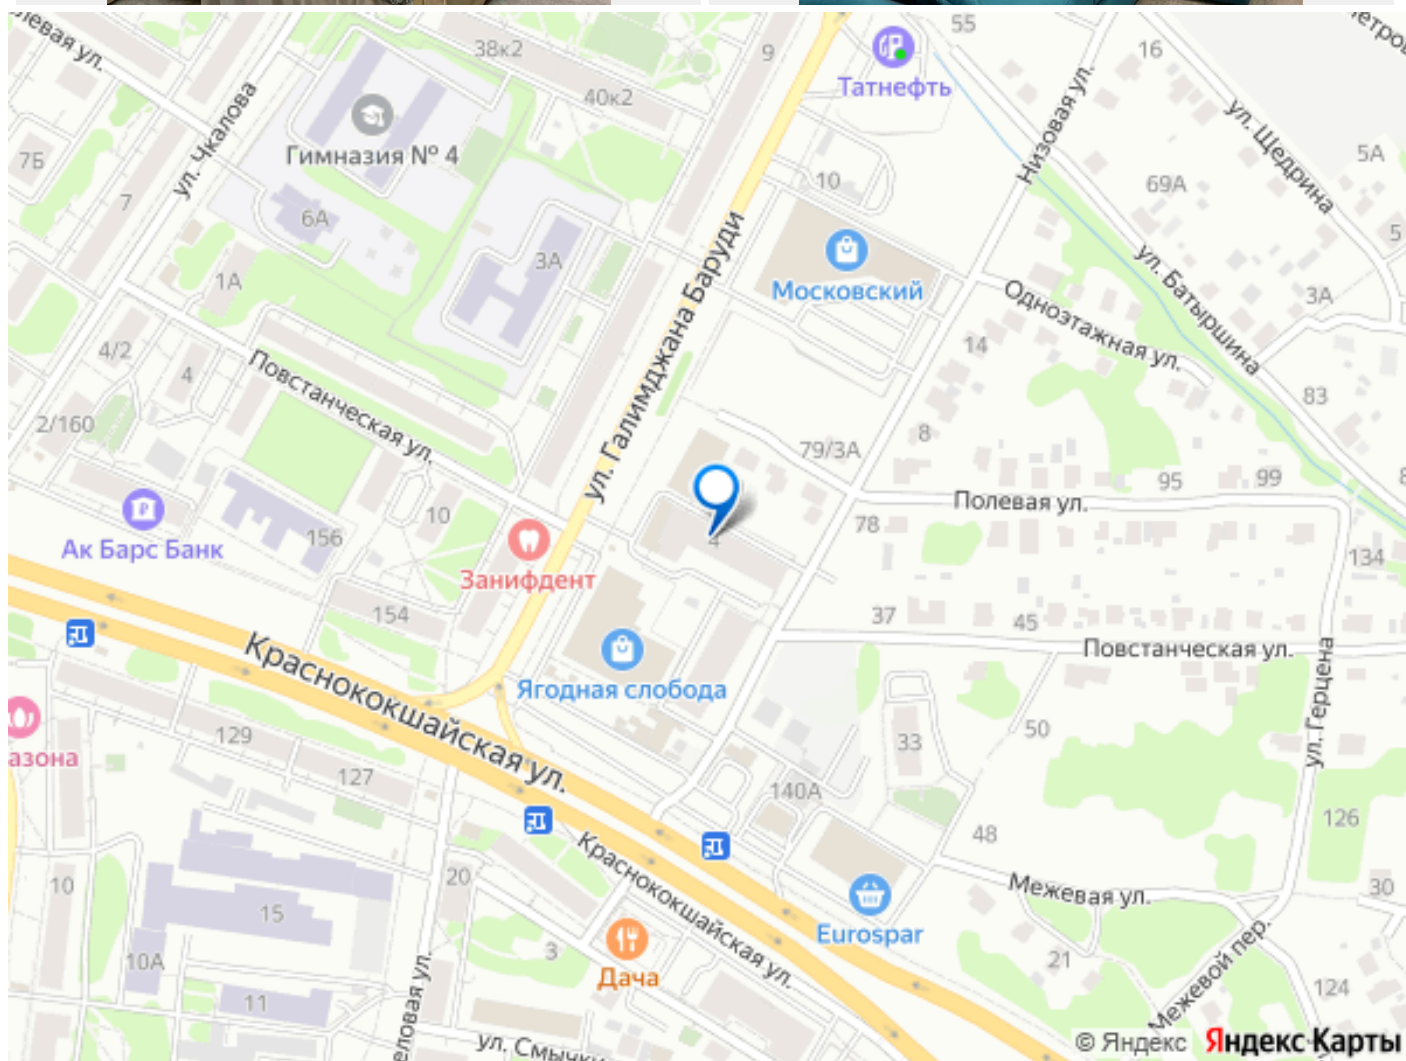 55
16
9
38к2
Татнефть
40к2
ул. Чкалова
Низовая ул.
ул. Щедрина
Гимназия № 4
7Б
5А
10
69А
7
6А
5
ул. Галимджана Баруди
3А
ул. Батыршина
1А
Московский
3А
Одноэтажная ул.
4/2
14
4
Повстанческая ул.
83
2/160
8
79/3А
95
99
Полевая ул.
10
78
156
4
Ак Барс Банк
Занифдент
134
154
37
45
Краснококшайская ул.
Повстанческая ул.
Ягодная слобода
ул. Герцена
129
50
33
азона
127
140А
126
48
Краснококшайская ул.
10
20
Межевая ул.
30
15
Eurospar
3
10А
Дача
21
Межевой пер.
11
124
еловая ул.
ул. Смычки
© Яндекс Яндекс Карты